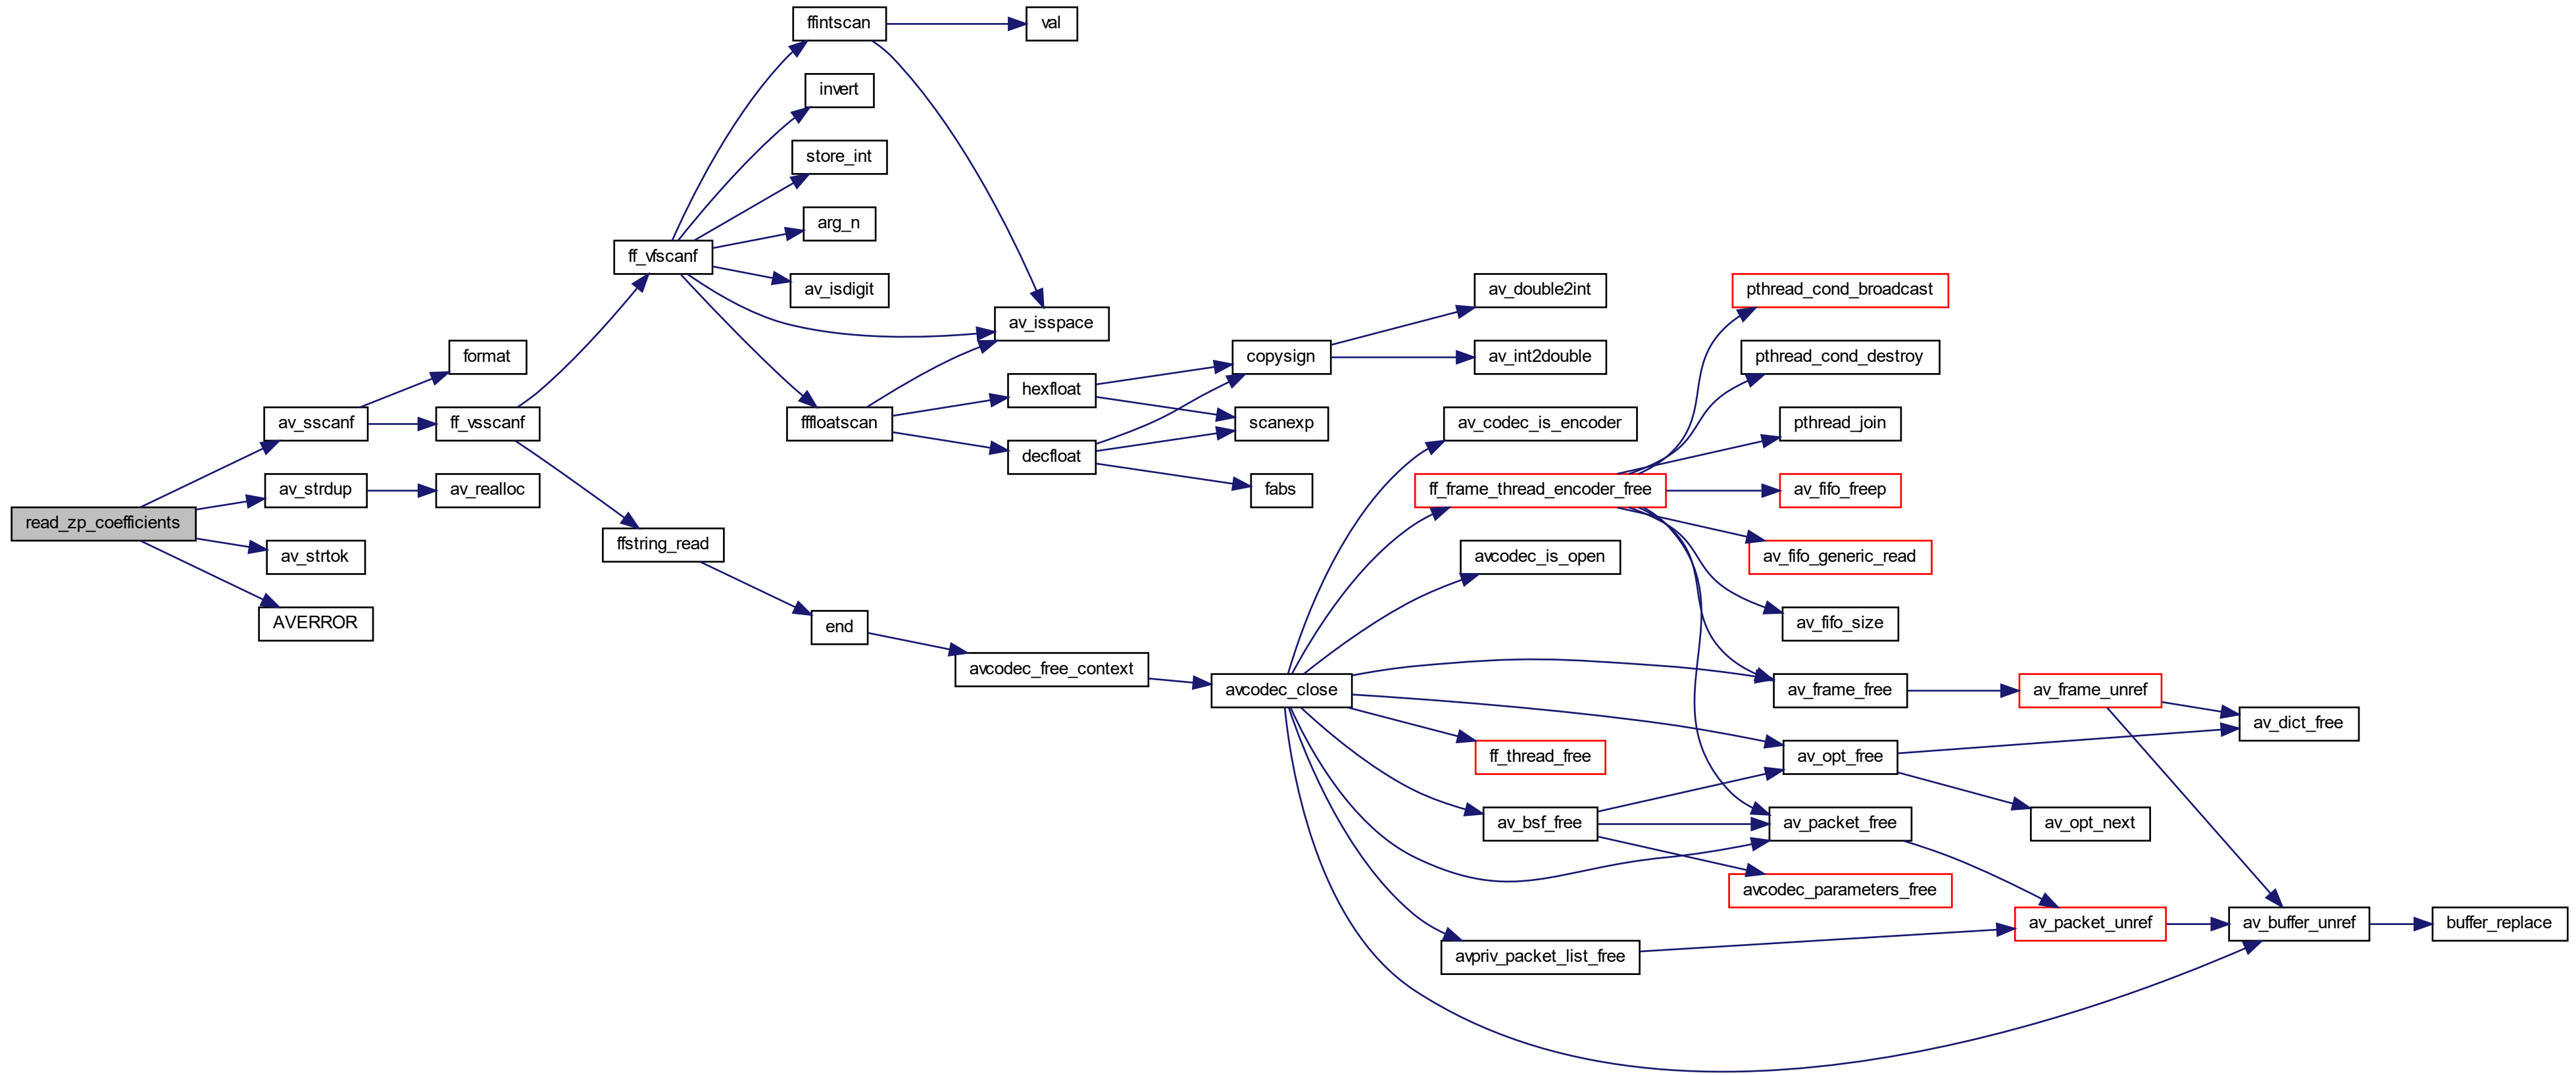 read_zp_coefficients
av_sscanf
av_strdup
av_strtok
AVERROR
format
ff_vsscanf
av_realloc
ff_vfscanf
ffstring_read
ffintscan
invert
store_int
arg_n
av_isdigit
fffloatscan
end
val
av_isspace
hexfloat
decfloat
avcodec_free_context
copysign
scanexp
fabs
avcodec_close
av_double2int
av_int2double
av_codec_is_encoder
ff_frame_thread_encoder_free
avcodec_is_open
ff_thread_free
av_bsf_free
avpriv_packet_list_free
pthread_cond_broadcast
pthread_cond_destroy
pthread_join
av_fifo_freep
av_fifo_generic_read
av_fifo_size
av_frame_free
av_opt_free
av_packet_free
avcodec_parameters_free
av_frame_unref
av_opt_next
av_packet_unref
av_dict_free
av_buffer_unref
buffer_replace